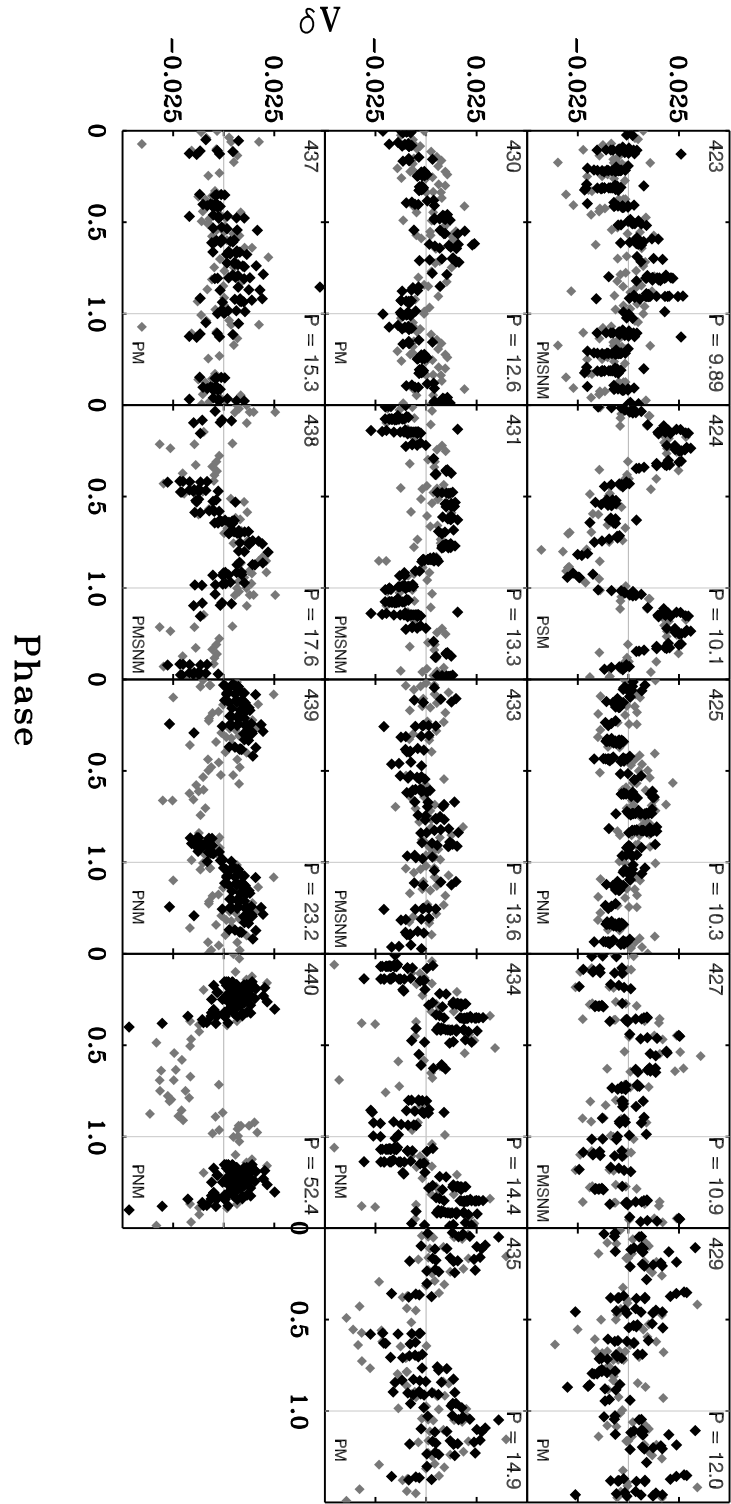 423 P = 9.89 424 P = 10.1 425 P = 10.3 427 P = 10.9 429 P = 12.0
0.025
−0.025
PMSNM PSM PNM PMSNM PM
430 P = 12.6 431 P = 13.3 433 P = 13.6 434 P = 14.4 435 P = 14.9
0.025
−0.025
PM PMSNM PMSNM PNM PM
δV
437 P = 15.3 438 P = 17.6 439 P = 23.2 440 P = 52.4
0.025
−0.025
PM PMSNM PNM PNM
0 0.5 1.0
0 0.5 1.0 0 0.5 1.0 0 0.5 1.0 0 0.5 1.0
Phase